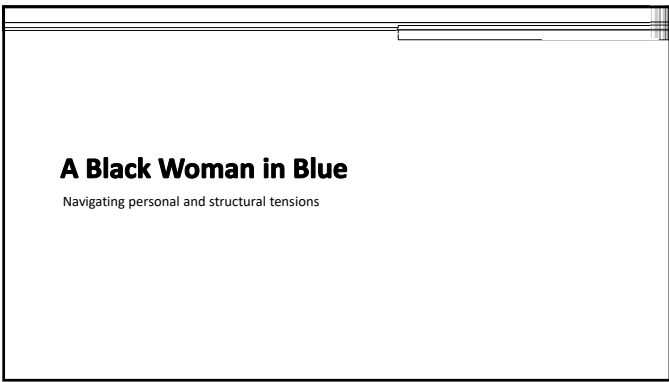 A Black Woman in Blue
Navigating personal and structural tensions